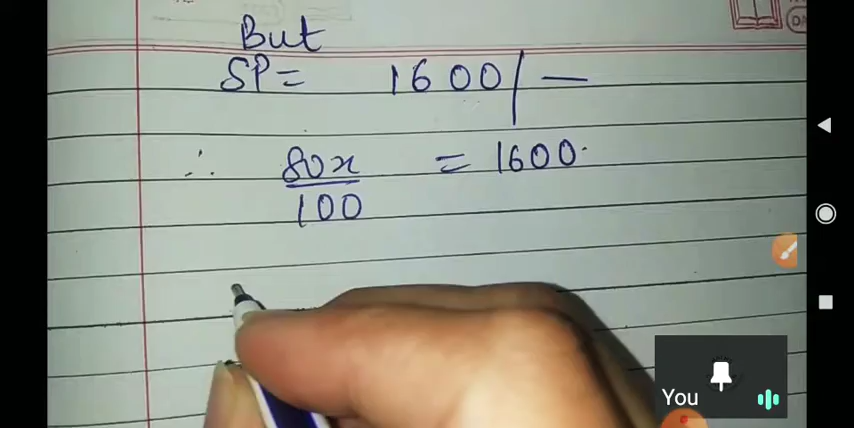 But
SP = 1600/—
∴ 80x/100 = 1600.
You